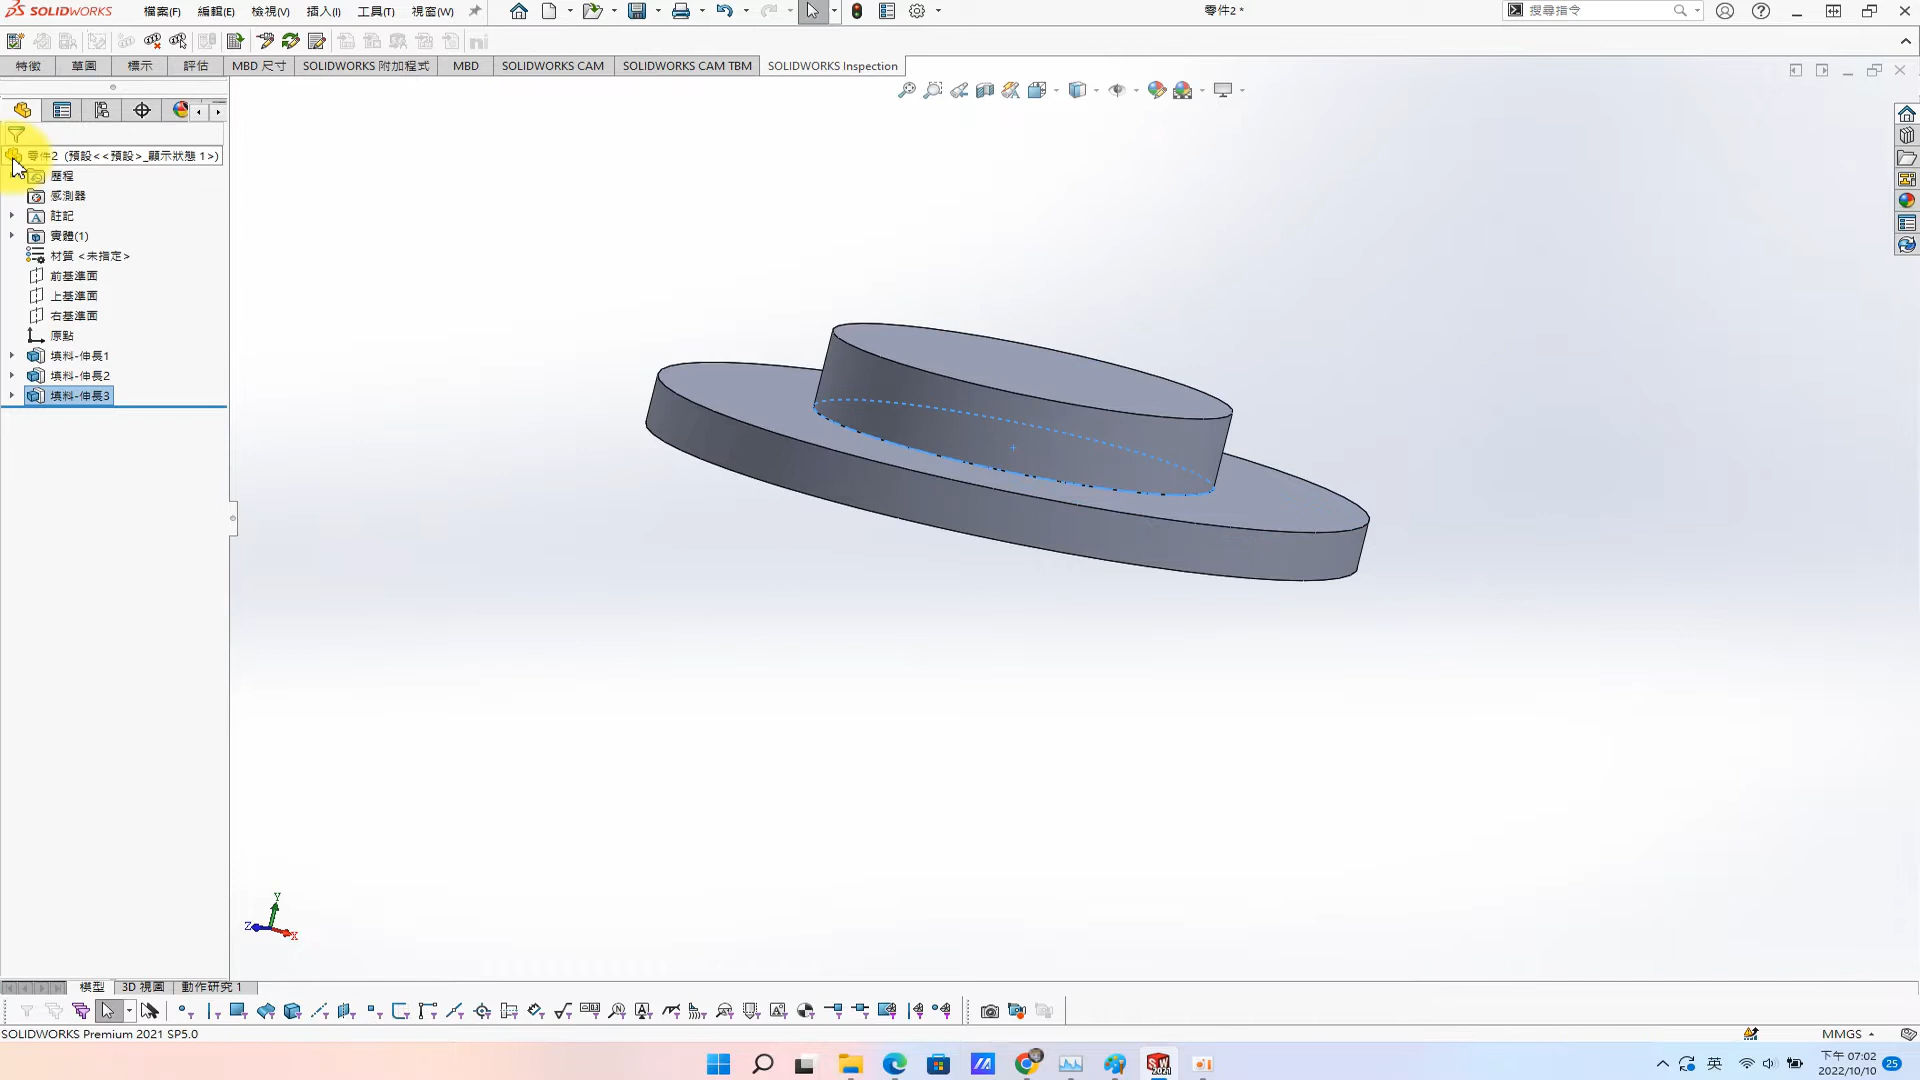 SOLIDWORKS 檔案(F) 編輯(E) 檢視(V) 插入(I) 工具(T) 視窗(W) 零件2 * 搜尋指令
特徵 草圖 標示 評估 MBD 尺寸 SOLIDWORKS 附加程式 MBD SOLIDWORKS CAM SOLIDWORKS CAM TBM SOLIDWORKS Inspection
零件2 (預設<<預設>_顯示狀態 1>)
歷程
感測器
註記
實體(1)
材質 <未指定>
前基準面
上基準面
右基準面
原點
填料-伸長1
填料-伸長2
填料-伸長3
Y
Z
X
模型 3D 視圖 動作研究 1
SOLIDWORKS Premium 2021 SP5.0 MMGS
英 下午 07:02
2022/10/10 25